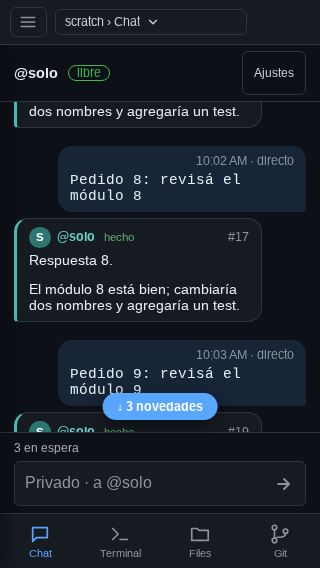 scratch › Chat
@solo libre
Ajustes
dos nombres y agregaría un test.
10:02 AM · directo
Pedido 8: revisá el
módulo 8
S @solo hecho #17
Respuesta 8.
El módulo 8 está bien; cambiaría
dos nombres y agregaría un test.
10:03 AM · directo
Pedido 9: revisá el
módulo 9
↓ 3 novedades
S @solo hecho #19
3 en espera
Privado · a @solo
Chat Terminal Files Git